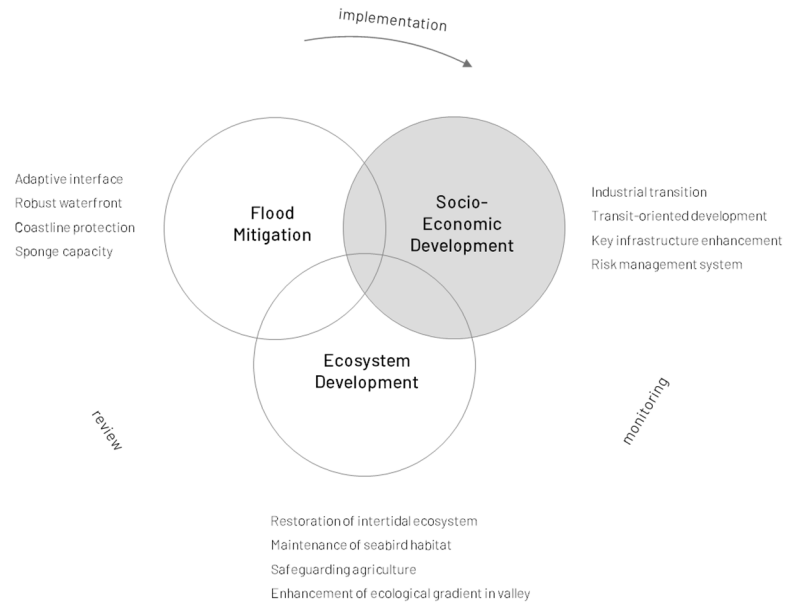 implementation
Adaptive interface
Robust waterfront
Coastline protection
Sponge capacity
Flood
Mitigation
Socio-
Economic
Development
Industrial transition
Transit-oriented development
Key infrastructure enhancement
Risk management system
Ecosystem
Development
review
monitoring
Restoration of intertidal ecosystem
Maintenance of seabird habitat
Safeguarding agriculture
Enhancement of ecological gradient in valley